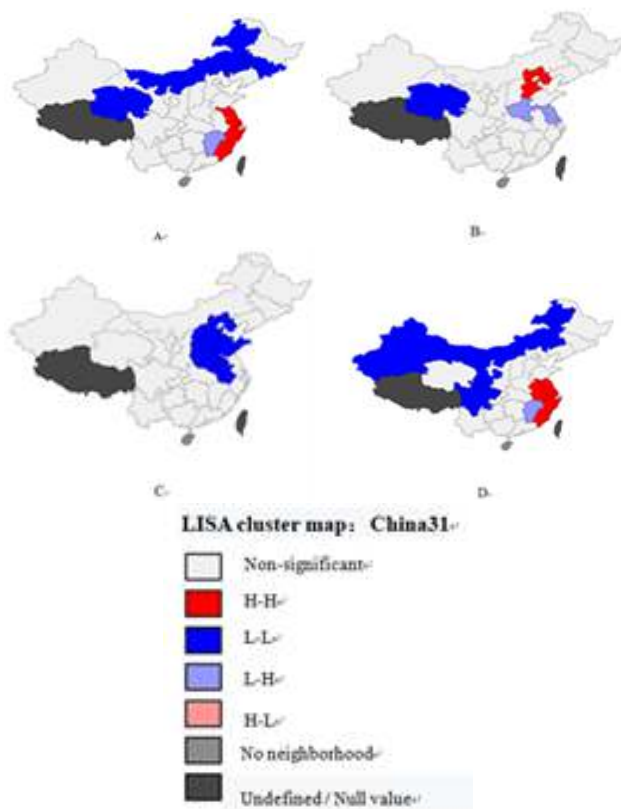 A↵
B↵
C↵
D↵
LISA cluster map： China31↵
Non-significant↵
H-H↵
L-L↵
L-H↵
H-L↵
No neighborhood↵
Undefined / Null value↵